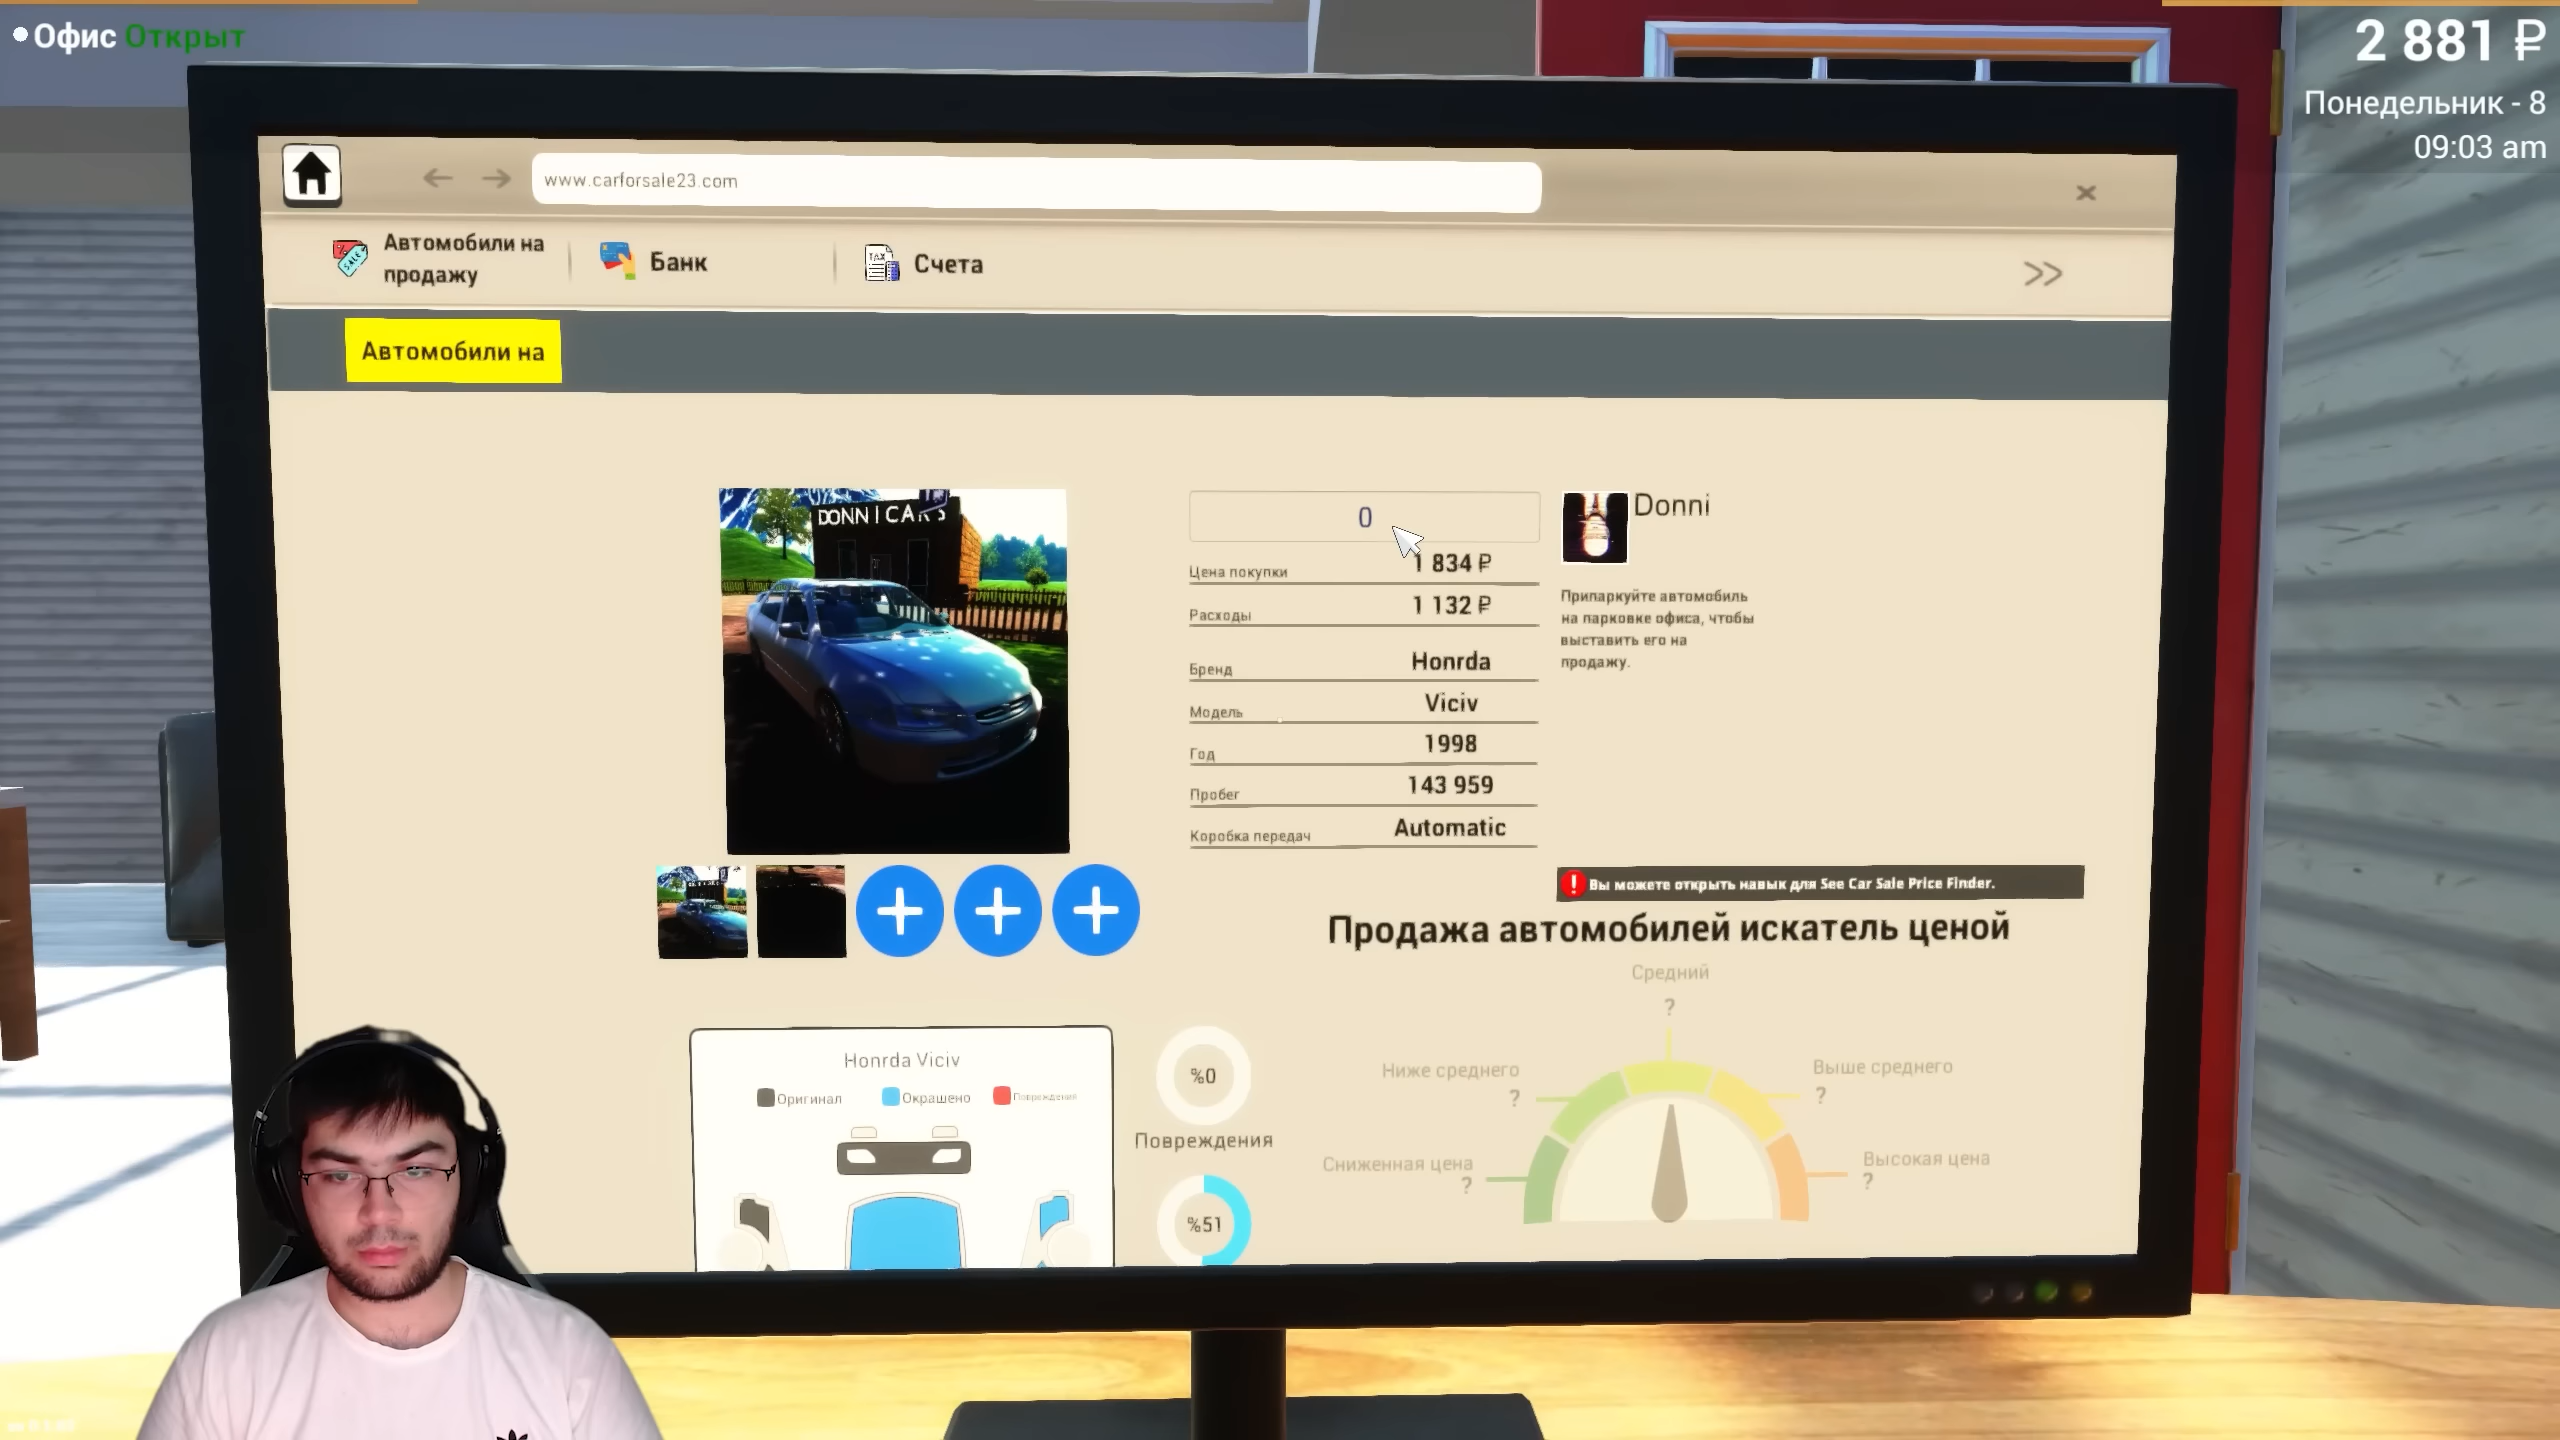 Офис Открыт
2 881 ₽
Понедельник - 8
09:03 am
www.carforsale23.com
Автомобили на
продажу
Банк
Счета
>>
Автомобили на
DONNI CARS
0
Цена покупки 1 834 ₽
Расходы 1 132 ₽
Бренд Honrda
Модель Viciv
Год 1998
Пробег 143 959
Коробка передач Automatic
Donni
Припаркуйте автомобиль
на парковке офиса, чтобы
выставить его на
продажу.
Вы можете открыть навык для See Car Sale Price Finder.
Продажа автомобилей искатель ценой
Средний
?
Ниже среднего
?
Выше среднего
?
Сниженная цена
?
Высокая цена
?
Honrda Viciv
Оригинал
Окрашено
Повреждения
%0
Повреждения
%51